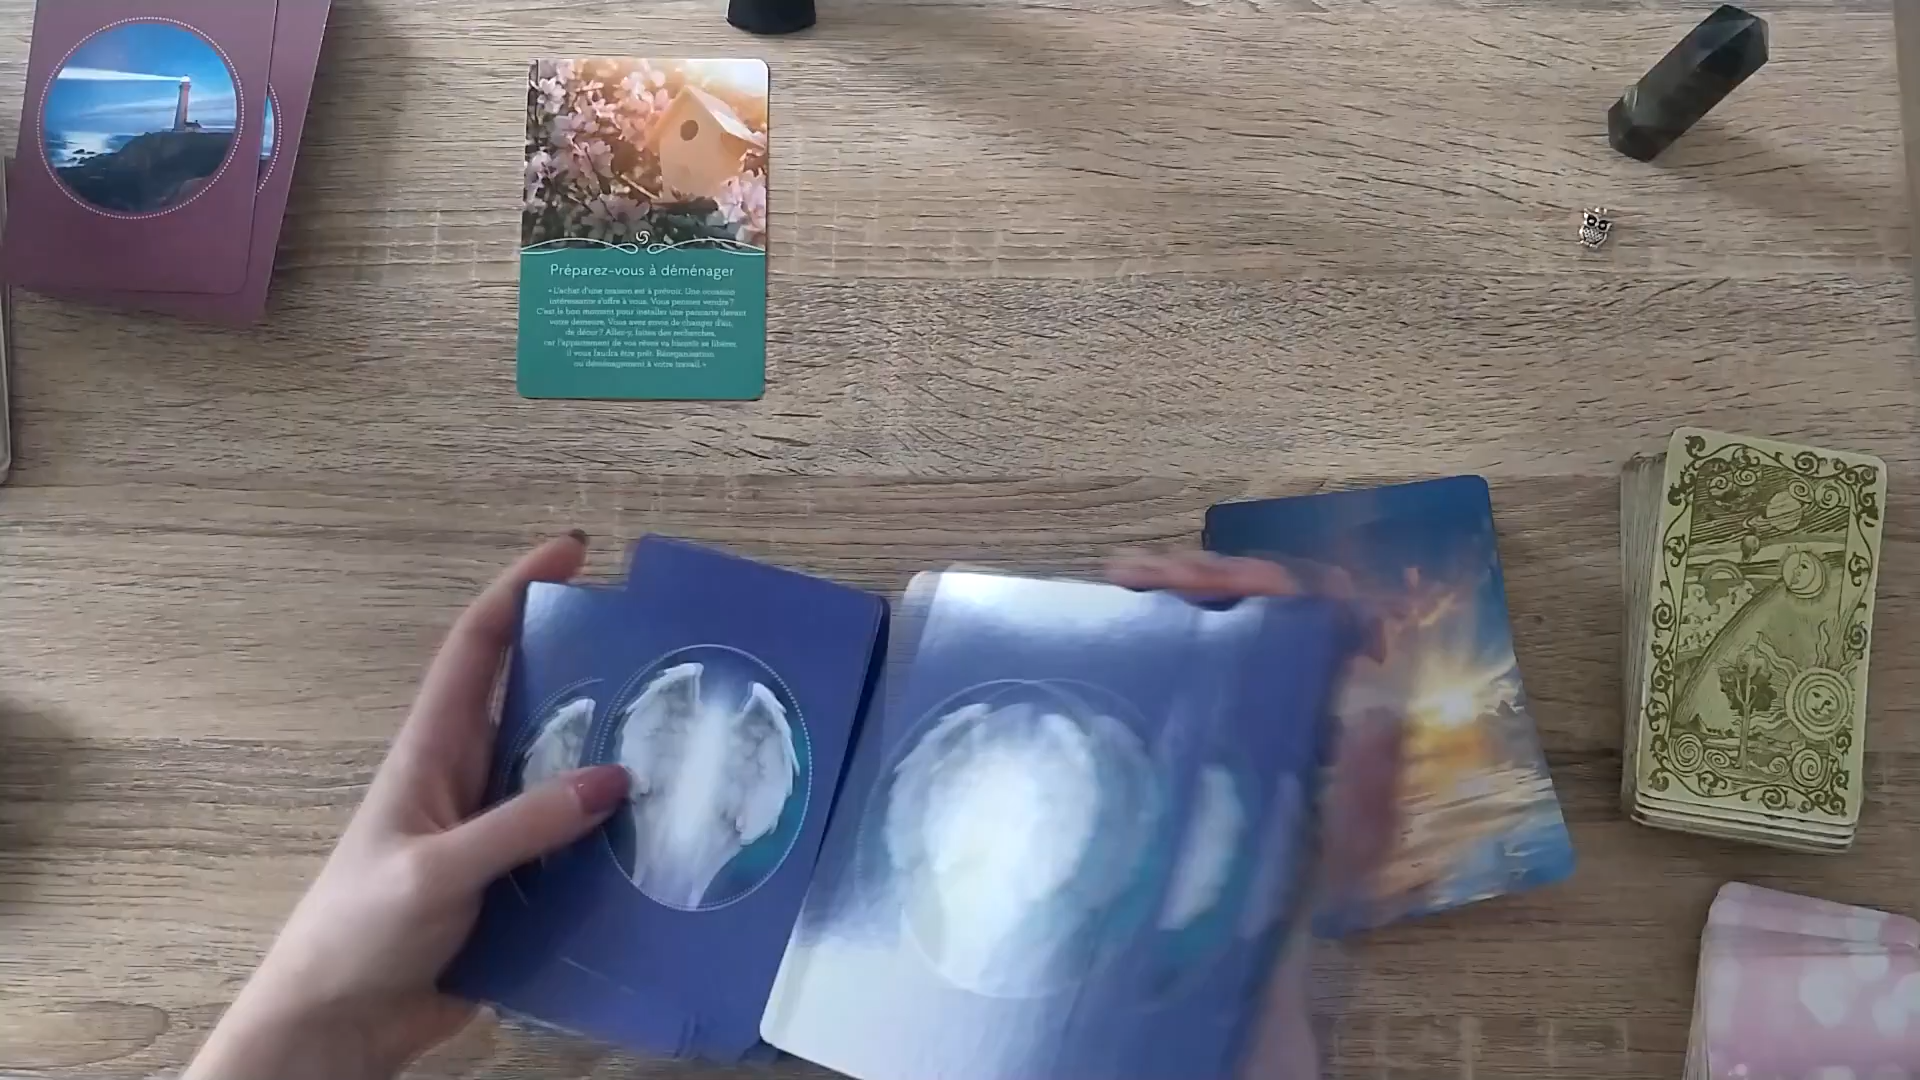 Préparez-vous à déménager
« L'achat d'une maison est à prévoir. Une occasion
intéressante s'offre à vous. Vous pensez vendre ?
C'est le bon moment pour installer une pancarte devant
votre demeure. Vous avez envie de changer d'air,
de décor ? Allez-y, faites des recherches,
car l'appartement de vos rêves va bientôt se libérer,
il vous faudra être prêt. Réorganisation
ou déménagement à votre travail. »